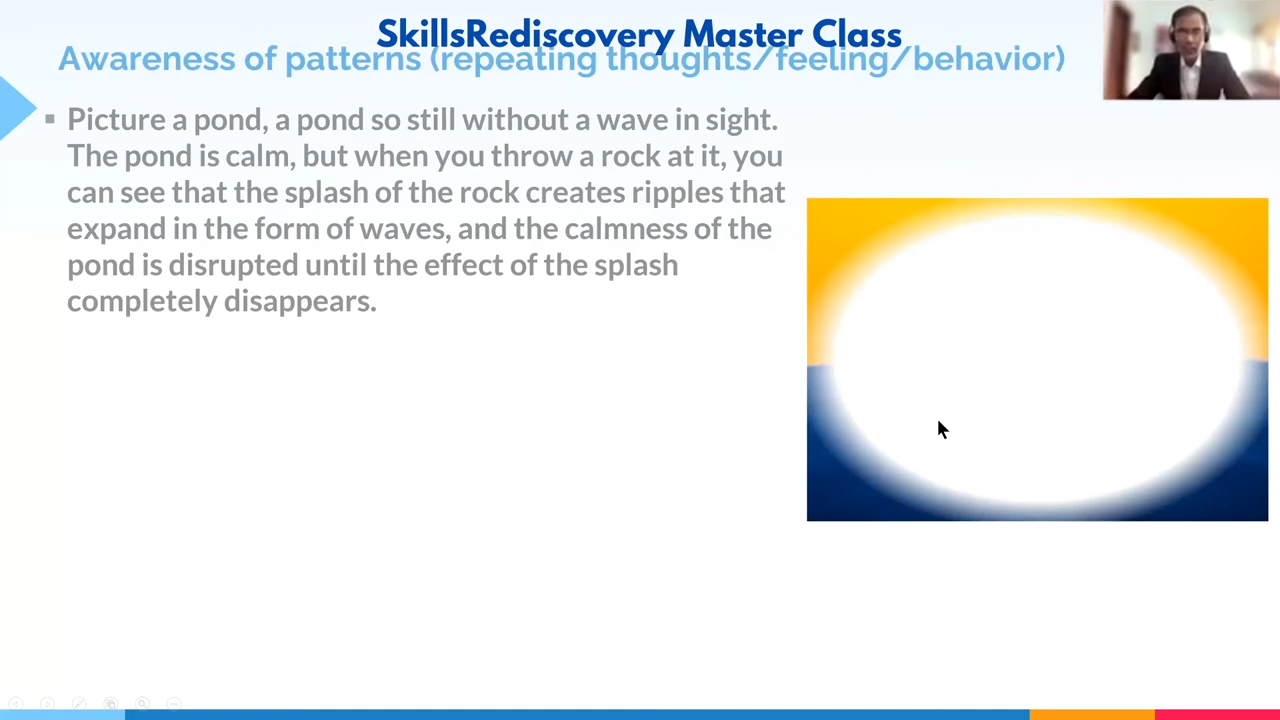 SkillsRediscovery Master Class
Awareness of patterns (repeating thoughts/feeling/behavior)
▪ Picture a pond, a pond so still without a wave in sight.
The pond is calm, but when you throw a rock at it, you
can see that the splash of the rock creates ripples that
expand in the form of waves, and the calmness of the
pond is disrupted until the effect of the splash
completely disappears.